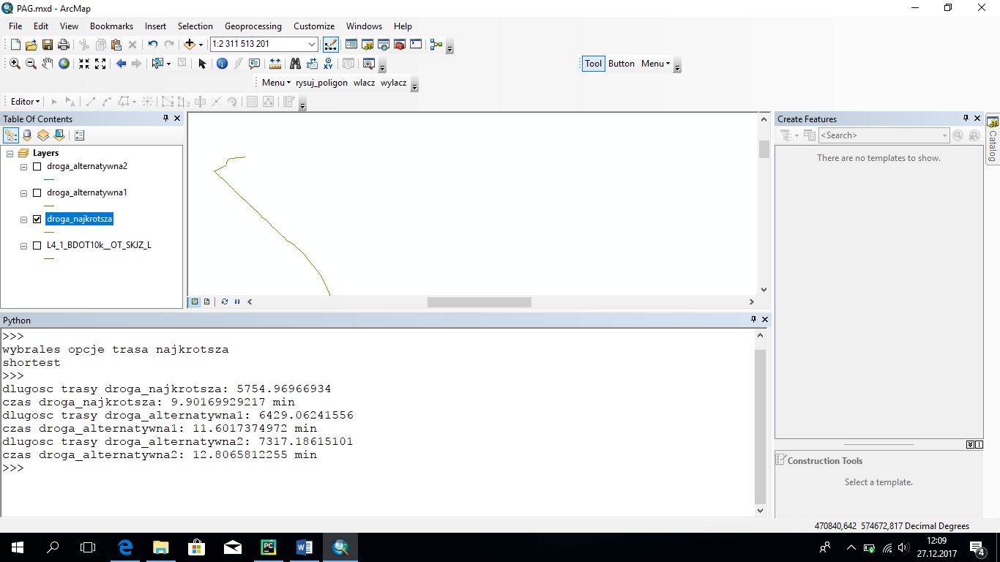 PAG.mxd - ArcMap
File Edit View Bookmarks Insert Selection Geoprocessing Customize Windows Help
1:2 311 513 201
Tool Button Menu
Menu rysuj_poligon wlacz wylacz
Editor
Table Of Contents
Layers
droga_alternatywna2
droga_alternatywna1
droga_najkrotsza
L4_1_BDOT10k__OT_SKJZ_L
Create Features
<Search>
There are no templates to show.
Catalog
Construction Tools
Select a template.
Python
>>>
wybrales opcje trasa najkrotsza
shortest
>>>
dlugosc trasy droga_najkrotsza: 5754.96966934
czas droga_najkrotsza: 9.90169929217 min
dlugosc trasy droga_alternatywna1: 6429.06241556
czas droga_alternatywna1: 11.6017374972 min
dlugosc trasy droga_alternatywna2: 7317.18615101
czas droga_alternatywna2: 12.8065812255 min
>>>
470840,642 574672,817 Decimal Degrees
12:09
27.12.2017
4